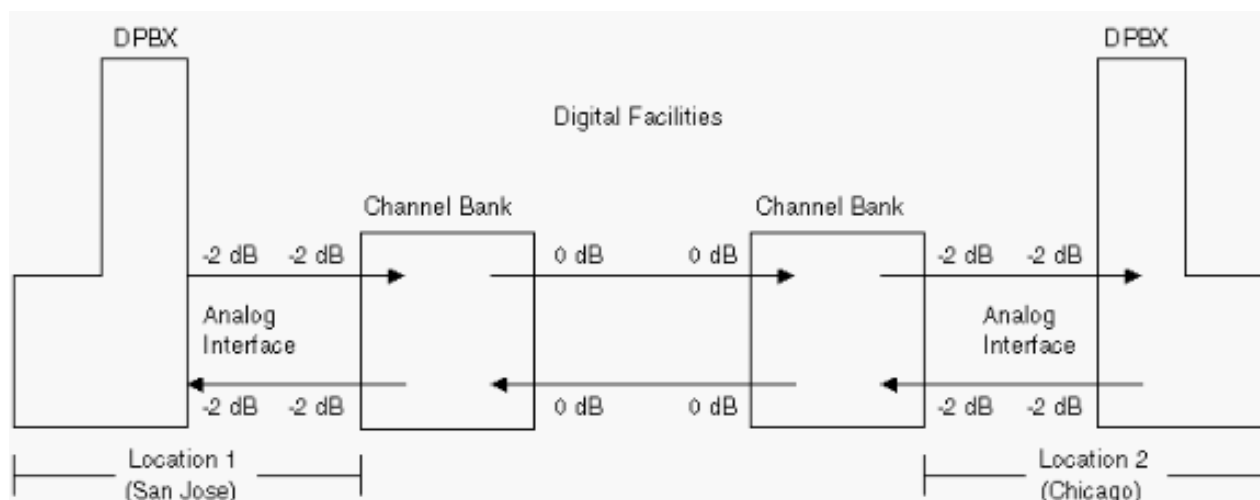 DPBX
DPBX
Digital Facilities
Channel Bank
Channel Bank
-2 dB -2 dB
0 dB 0 dB
-2 dB -2 dB
Analog
Interface
Analog
Interface
-2 dB -2 dB
0 dB 0 dB
-2 dB -2 dB
Location 1
(San Jose)
Location 2
(Chicago)